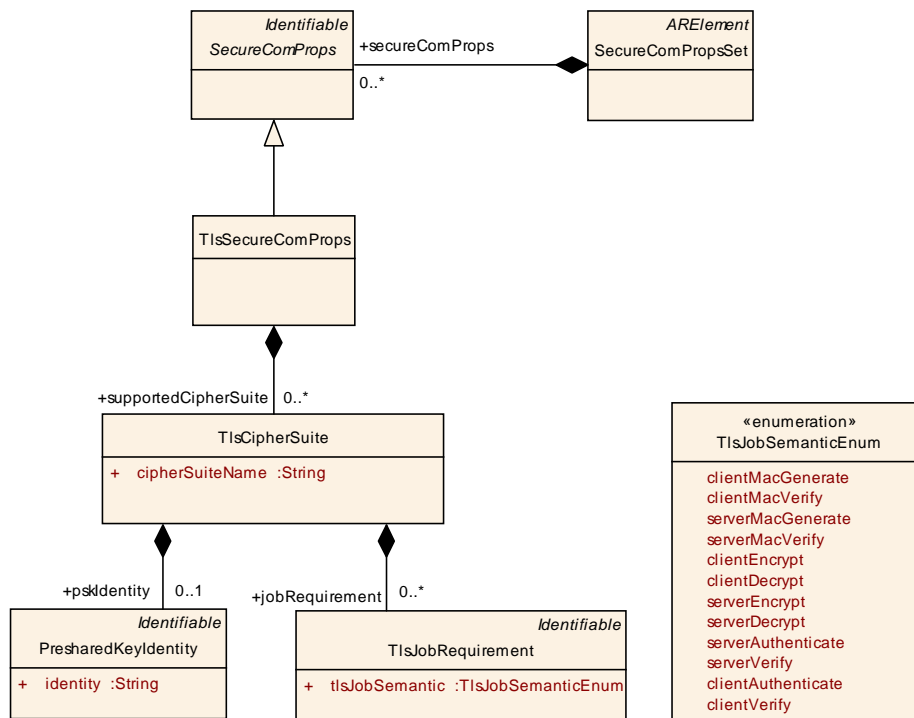 Identifiable
SecureComProps
+secureComProps
0..*
ARElement
SecureComPropsSet
TlsSecureComProps
+supportedCipherSuite 0..*
TlsCipherSuite
+ cipherSuiteName :String
+pskIdentity 0..1
+jobRequirement 0..*
Identifiable
PresharedKeyIdentity
+ identity :String
Identifiable
TlsJobRequirement
+ tlsJobSemantic :TlsJobSemanticEnum
«enumeration»
TlsJobSemanticEnum
clientMacGenerate
clientMacVerify
serverMacGenerate
serverMacVerify
clientEncrypt
clientDecrypt
serverEncrypt
serverDecrypt
serverAuthenticate
serverVerify
clientAuthenticate
clientVerify